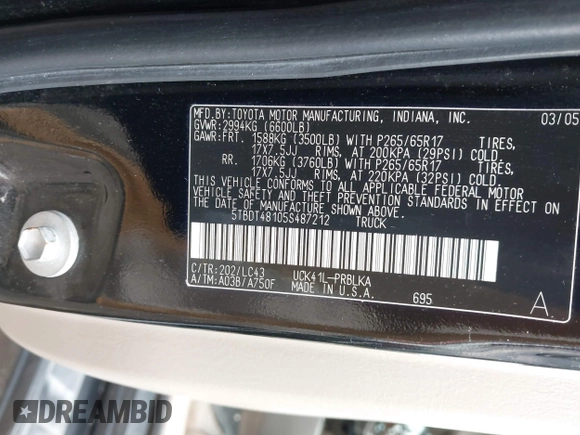 MFD.BY:TOYOTA MOTOR MANUFACTURING, INDIANA, INC. 03/05
GVWR:2994KG (6600LB)
GAWR:FRT. 1588KG (3500LB) WITH P265/65R17 TIRES,
17X7.5JJ RIMS, AT 200KPA (29PSI) COLD.
RR. 1706KG (3760LB) WITH P265/65R17 TIRES,
17X7.5JJ RIMS, AT 220KPA (32PSI) COLD.
THIS VEHICLE CONFORMS TO ALL APPLICABLE FEDERAL MOTOR
VEHICLE SAFETY AND THEFT PREVENTION STANDARDS IN EFFECT ON
THE DATE OF MANUFACTURE SHOWN ABOVE.
5TBDT48105S487212 TRUCK
C/TR:202/LC43 UCK41L-PRBLKA
A/TM:A03B/A750F MADE IN U.S.A. 695 A
DREAMBID